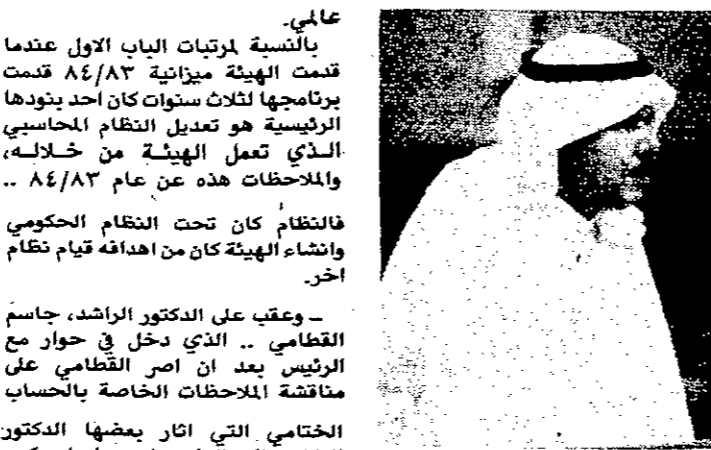 عالمي.
بالنسبة لمرتبات الباب الاول عندما
قدمت الهيئة ميزانية ٨٤/٨٣ قدمت
برنامجها لثلاث سنوات كان احد بنودها
الرئيسية هو تعديل النظام المحاسبي
الـذي تعمل الهيئـة من خـلالـه،
والملاحظات هذه عن عام ٨٤/٨٣ ..
فالنظام كان تحت النظام الحكومي
وانشاء الهيئة كان من اهدافه قيام نظام
اخر.
ـ وعقب على الدكتور الراشد، جاسم
القطامي .. الذي دخل في حوار مع
الرئيس بعد ان اصر القطامي على
مناقشة الملاحظات الخاصة بالحساب
الختامي التي اثار بعضها الدكتور